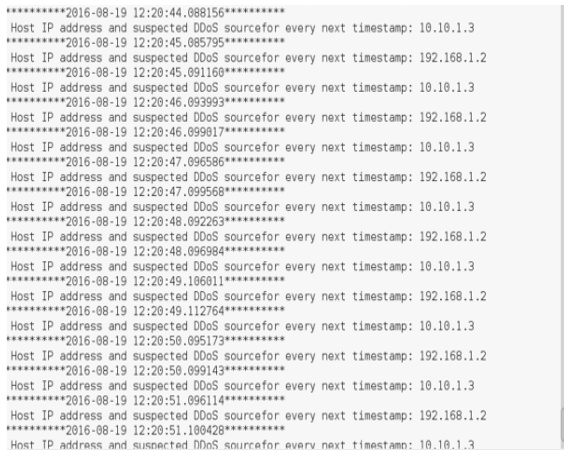 **********2016-08-19 12:20:44.088156**********
Host IP address and suspected DDoS sourcefor every next timestamp: 10.10.1.3
**********2016-08-19 12:20:45.085795**********
Host IP address and suspected DDoS sourcefor every next timestamp: 192.168.1.2
**********2016-08-19 12:20:45.091160**********
Host IP address and suspected DDoS sourcefor every next timestamp: 10.10.1.3
**********2016-08-19 12:20:46.093993**********
Host IP address and suspected DDoS sourcefor every next timestamp: 192.168.1.2
**********2016-08-19 12:20:46.099017**********
Host IP address and suspected DDoS sourcefor every next timestamp: 10.10.1.3
**********2016-08-19 12:20:47.096586**********
Host IP address and suspected DDoS sourcefor every next timestamp: 192.168.1.2
**********2016-08-19 12:20:47.099568**********
Host IP address and suspected DDoS sourcefor every next timestamp: 10.10.1.3
**********2016-08-19 12:20:48.092263**********
Host IP address and suspected DDoS sourcefor every next timestamp: 192.168.1.2
**********2016-08-19 12:20:48.096984**********
Host IP address and suspected DDoS sourcefor every next timestamp: 10.10.1.3
**********2016-08-19 12:20:49.106011**********
Host IP address and suspected DDoS sourcefor every next timestamp: 192.168.1.2
**********2016-08-19 12:20:49.112764**********
Host IP address and suspected DDoS sourcefor every next timestamp: 10.10.1.3
**********2016-08-19 12:20:50.095173**********
Host IP address and suspected DDoS sourcefor every next timestamp: 192.168.1.2
**********2016-08-19 12:20:50.099143**********
Host IP address and suspected DDoS sourcefor every next timestamp: 10.10.1.3
**********2016-08-19 12:20:51.096114**********
Host IP address and suspected DDoS sourcefor every next timestamp: 192.168.1.2
**********2016-08-19 12:20:51.100428**********
Host IP address and suspected DDoS sourcefor every next timestamp: 10.10.1.3